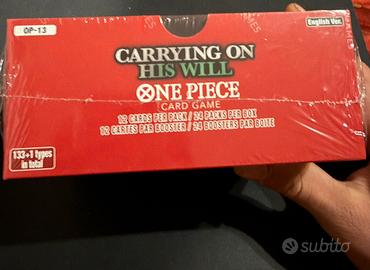 OP-13
English Ver.
CARRYING ON
HIS WILL
ONE PIECE
CARD GAME
12 CARDS PER PACK / 24 PACKS PER BOX
12 CARTES PAR BOOSTER / 24 BOOSTERS PAR BOITE
133+1 types
in total
subito